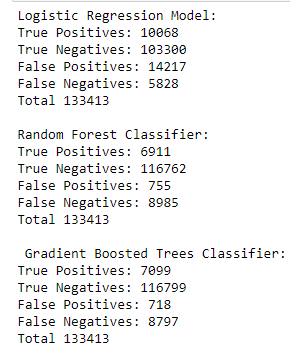 Logistic Regression Model:
True Positives: 10068
True Negatives: 103300
False Positives: 14217
False Negatives: 5828
Total 133413
Random Forest Classifier:
True Positives: 6911
True Negatives: 116762
False Positives: 755
False Negatives: 8985
Total 133413
Gradient Boosted Trees Classifier:
True Positives: 7099
True Negatives: 116799
False Positives: 718
False Negatives: 8797
Total 133413